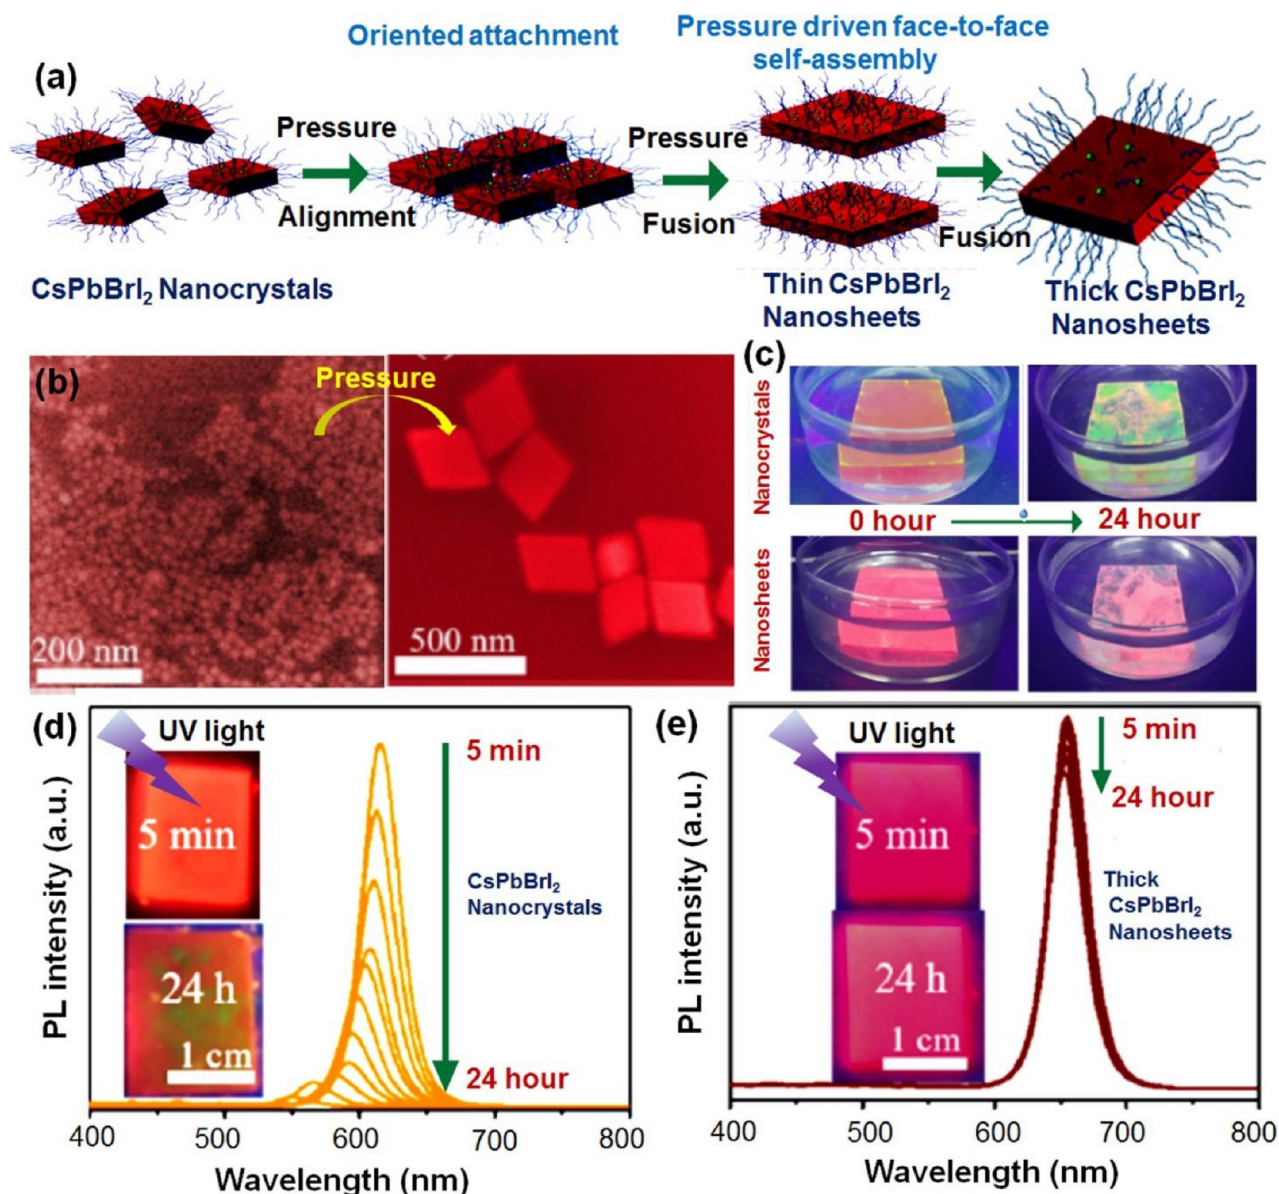 Oriented attachment
Pressure driven face-to-face
self-assembly
(a)
Pressure
Alignment
Pressure
Fusion
Fusion
CsPbBrI₂ Nanocrystals
Thin CsPbBrI₂
Nanosheets
Thick CsPbBrI₂
Nanosheets
(b)
Pressure
200 nm
500 nm
(c)
Nanocrystals
0 hour
24 hour
Nanosheets
(d)
UV light
5 min
24 h
1 cm
5 min
CsPbBrI₂
Nanocrystals
24 hour
PL intensity (a.u.)
400 500 600 700 800
Wavelength (nm)
(e)
UV light
5 min
24 h
1 cm
5 min
24 hour
Thick
CsPbBrI₂
Nanosheets
PL intensity (a.u.)
400 500 600 700 800
Wavelength (nm)